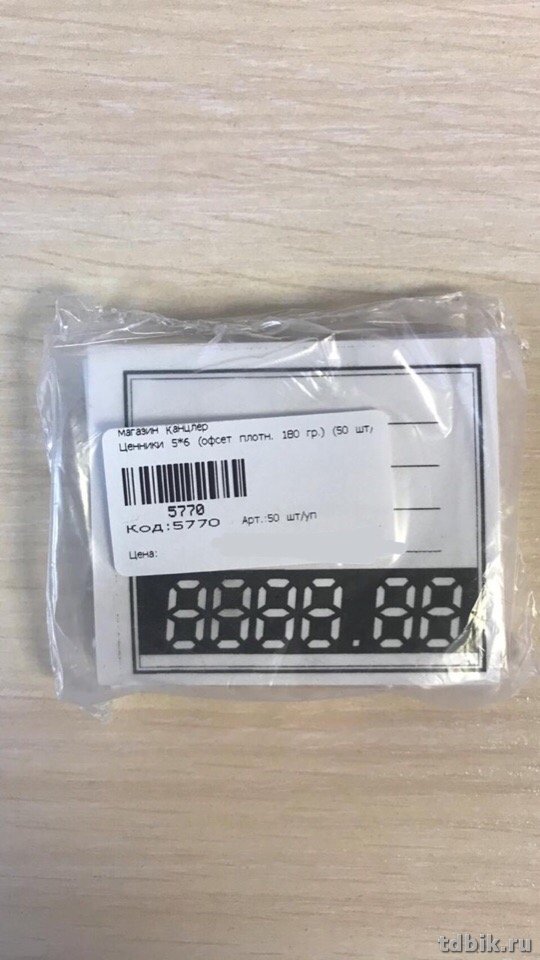 магазин Канцлер
Ценники 5*6 (офсет плотн. 180 гр.) (50 шт/
5770
Код:5770 Арт.:50 шт/уп
Цена:
8888.88
tdbik.ru